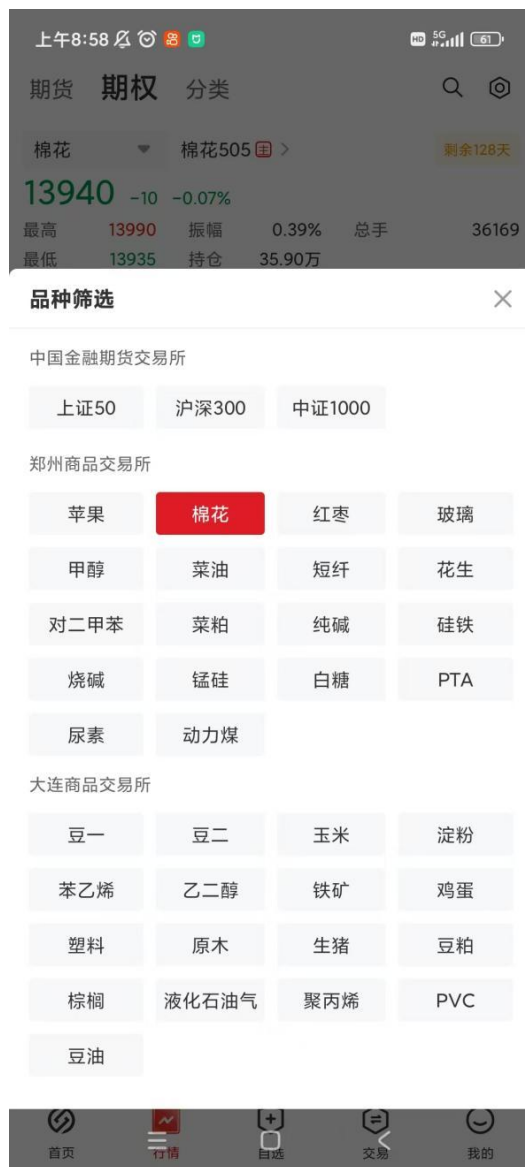 上午8:58
HD 5G 61
期货 期权 分类
棉花 棉花505 主 剩余128天
13940 -10 -0.07%
最高 13990 振幅 0.39% 总手 36169
最低 13935 持仓 35.90万
品种筛选
中国金融期货交易所
上证50 沪深300 中证1000
郑州商品交易所
苹果 棉花 红枣 玻璃
甲醇 菜油 短纤 花生
对二甲苯 菜粕 纯碱 硅铁
烧碱 锰硅 白糖 PTA
尿素 动力煤
大连商品交易所
豆一 豆二 玉米 淀粉
苯乙烯 乙二醇 铁矿 鸡蛋
塑料 原木 生猪 豆粕
棕榈 液化石油气 聚丙烯 PVC
豆油
首页 行情 自选 交易 我的